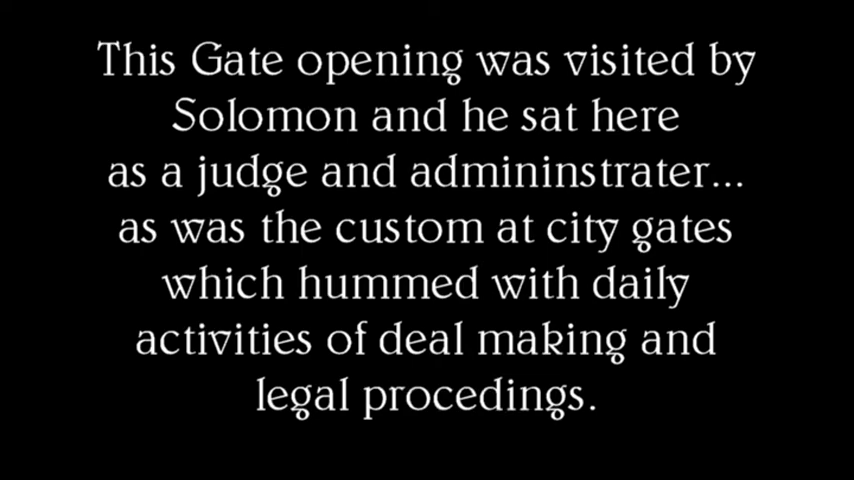 This Gate opening was visited by
Solomon and he sat here
as a judge and admininstrater...
as was the custom at city gates
which hummed with daily
activities of deal making and
legal procedings.